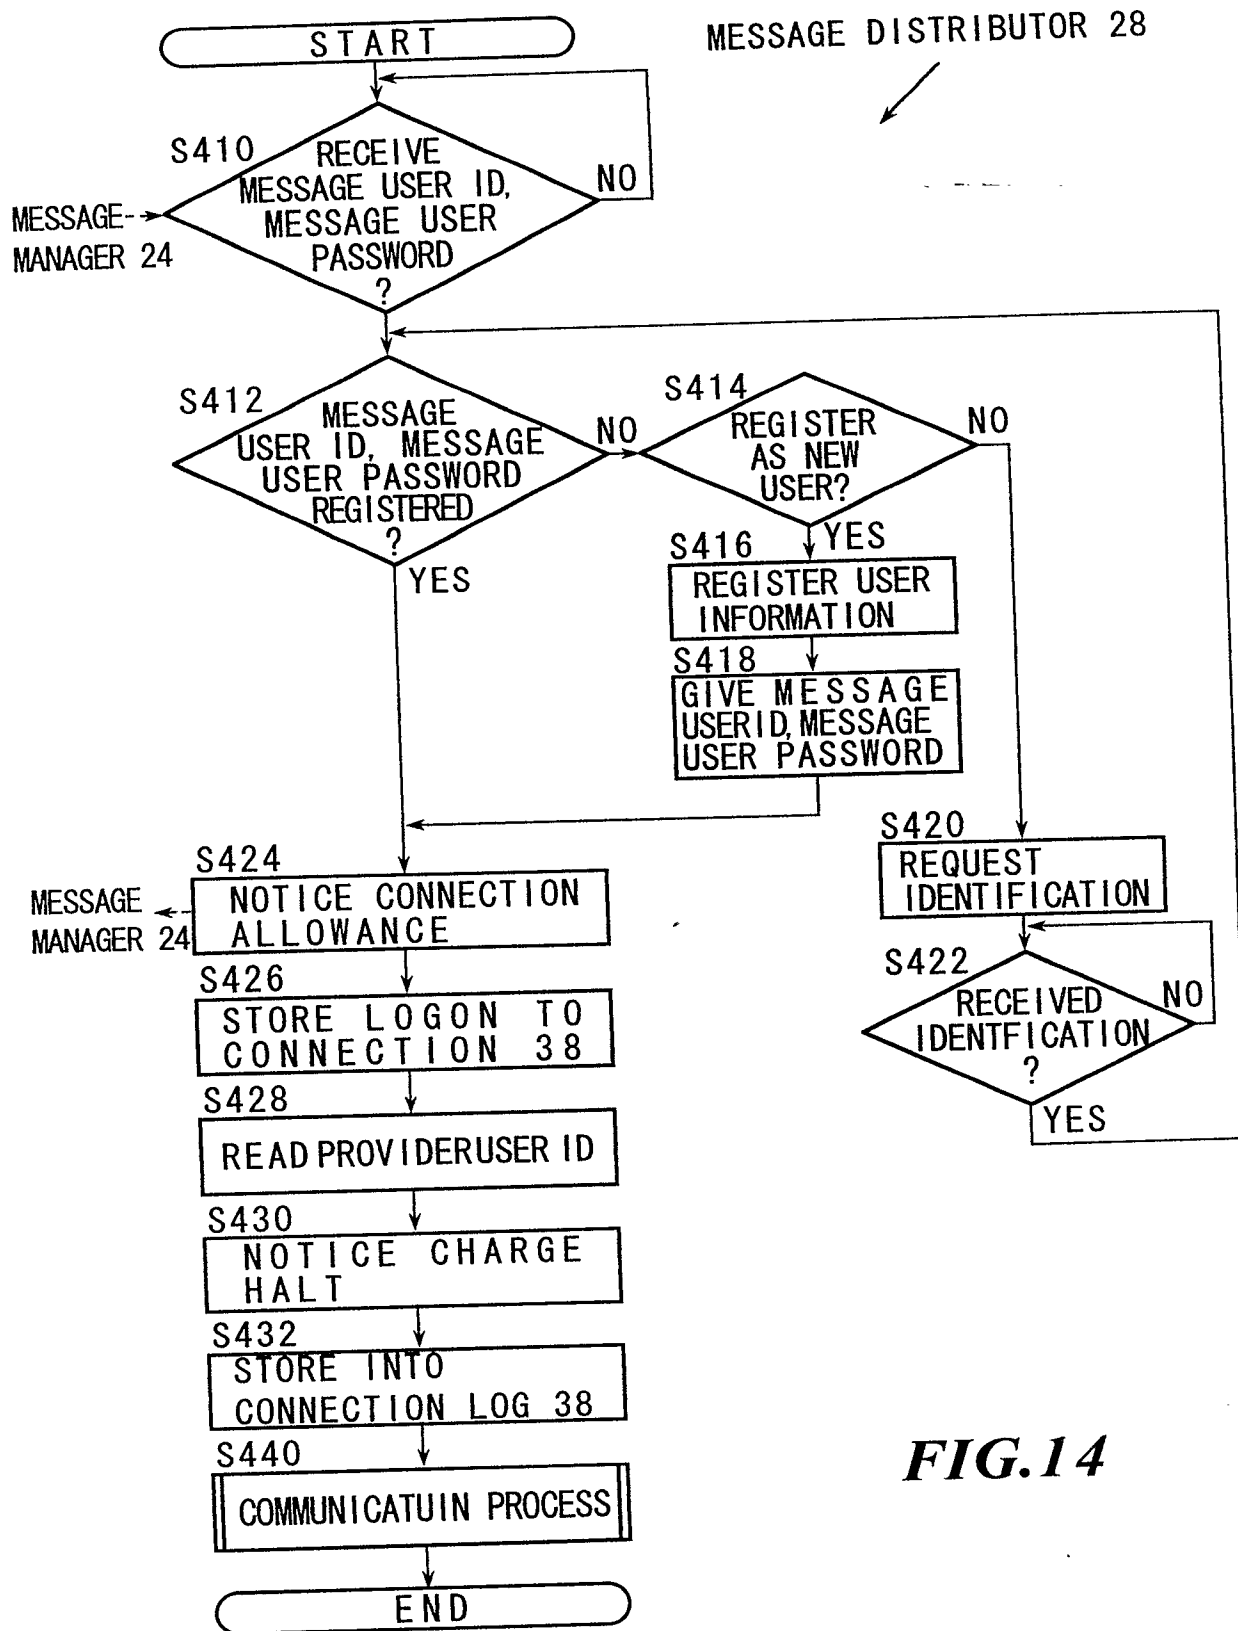 START
MESSAGE DISTRIBUTOR 28
S410
RECEIVE
MESSAGE USER ID,
MESSAGE USER
PASSWORD
?
NO
MESSAGE
MANAGER 24
S412
MESSAGE
USER ID, MESSAGE
USER PASSWORD
REGISTERED
?
NO
YES
S414
REGISTER
AS NEW
USER?
NO
YES
S416
REGISTER USER
INFORMATION
S418
GIVE MESSAGE
USERID, MESSAGE
USER PASSWORD
S420
REQUEST
IDENTIFICATION
S422
RECEIVED
IDENTFICATION
?
NO
YES
S424
NOTICE CONNECTION
ALLOWANCE
MESSAGE
MANAGER 24
S426
STORE LOGON TO
CONNECTION 38
S428
READ PROVIDERUSER ID
S430
NOTICE CHARGE
HALT
S432
STORE INTO
CONNECTION LOG 38
S440
COMMUNICATUIN PROCESS
END
FIG.14